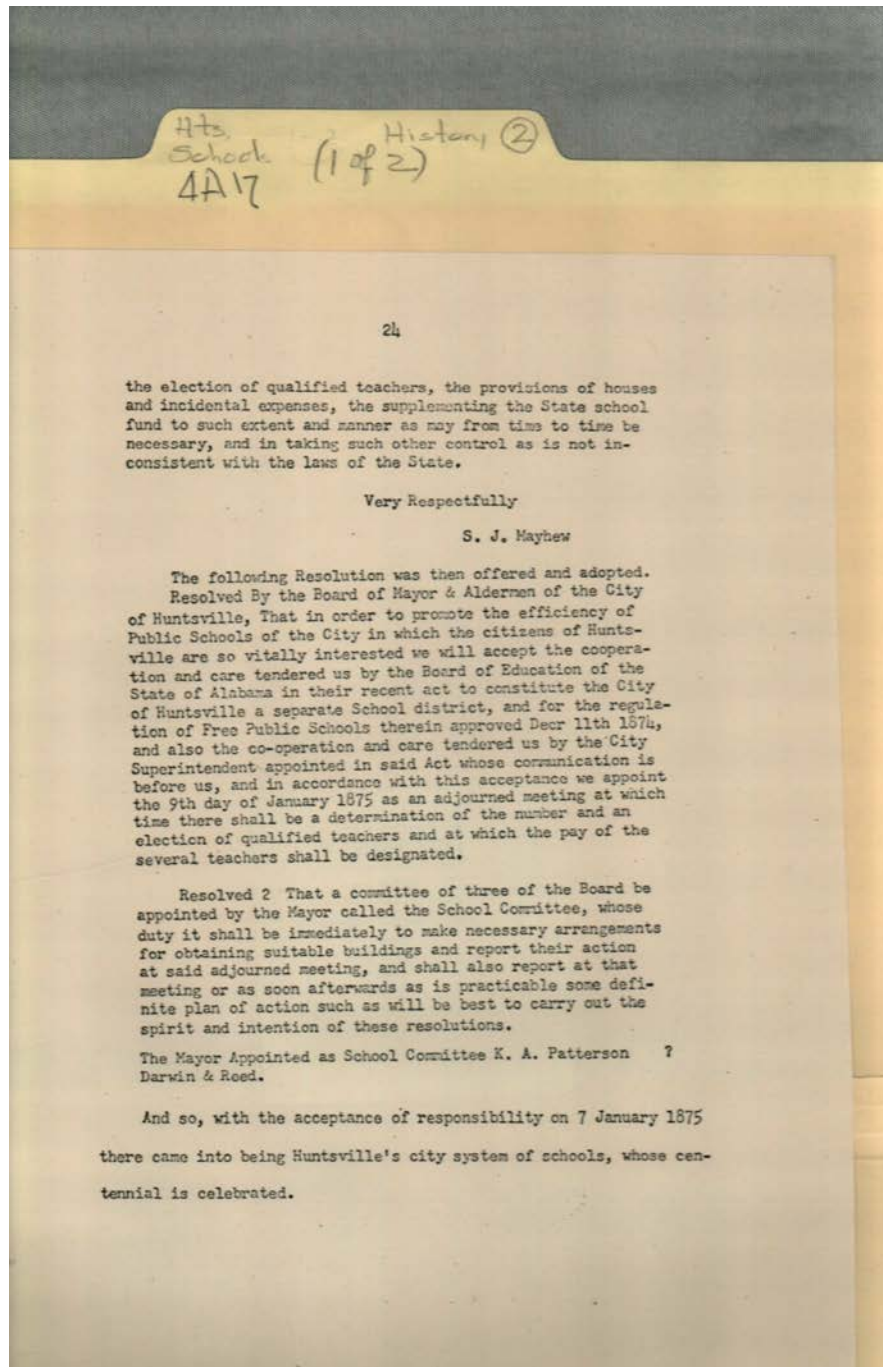 Hts. History ②
Schools (1 of 2)
4A17
24
the election of qualified teachers, the provisions of houses
and incidental expenses, the supplementing the State school
fund to such extent and manner as may from time to time be
necessary, and in taking such other control as is not in-
consistent with the laws of the State.
Very Respectfully
S. J. Mayhew
The following Resolution was then offered and adopted.
Resolved By the Board of Mayor & Aldermen of the City
of Huntsville, That in order to promote the efficiency of
Public Schools of the City in which the citizens of Hunts-
ville are so vitally interested we will accept the coopera-
tion and care tendered us by the Board of Education of the
State of Alabama in their recent act to constitute the City
of Huntsville a separate School district, and for the regula-
tion of Free Public Schools therein approved Decr 11th 1874,
and also the co-operation and care tendered us by the City
Superintendent appointed in said Act whose communication is
before us, and in accordance with this acceptance we appoint
the 9th day of January 1875 as an adjourned meeting at which
time there shall be a determination of the number and an
election of qualified teachers and at which the pay of the
several teachers shall be designated.
Resolved 2 That a committee of three of the Board be
appointed by the Mayor called the School Committee, whose
duty it shall be immediately to make necessary arrangements
for obtaining suitable buildings and report their action
at said adjourned meeting, and shall also report at that
meeting or as soon afterwards as is practicable some defi-
nite plan of action such as will be best to carry out the
spirit and intention of these resolutions.
The Mayor Appointed as School Committee K. A. Patterson ?
Darwin & Reed.
And so, with the acceptance of responsibility on 7 January 1875
there came into being Huntsville's city system of schools, whose cen-
tennial is celebrated.